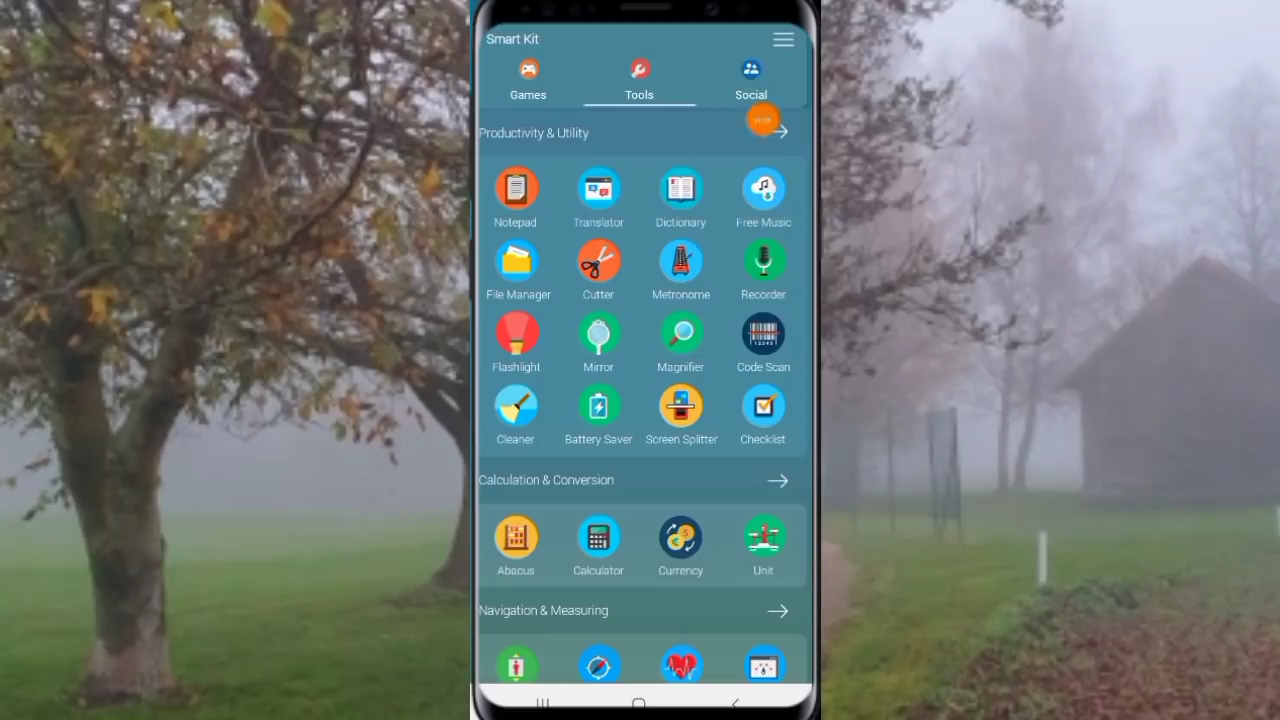 Smart Kit
Games Tools Social
Productivity & Utility
Notepad Translator Dictionary Free Music
File Manager Cutter Metronome Recorder
Flashlight Mirror Magnifier Code Scan
Cleaner Battery Saver Screen Splitter Checklist
Calculation & Conversion
Abacus Calculator Currency Unit
Navigation & Measuring